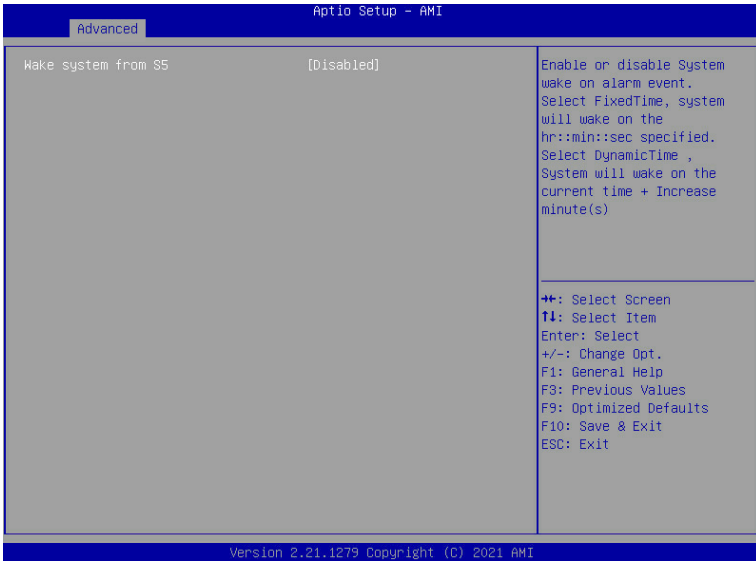 Aptio Setup – AMI
Advanced
Wake system from S5 [Disabled]
Enable or disable System
wake on alarm event.
Select FixedTime, system
will wake on the
hr::min::sec specified.
Select DynamicTime ,
System will wake on the
current time + Increase
minute(s)
→←: Select Screen
↑↓: Select Item
Enter: Select
+/-: Change Opt.
F1: General Help
F3: Previous Values
F9: Optimized Defaults
F10: Save & Exit
ESC: Exit
Version 2.21.1279 Copyright (C) 2021 AMI